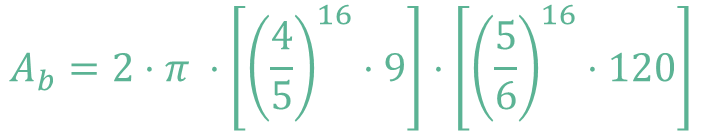 A_b = 2 · π · [(4/5)^16 · 9] · [(5/6)^16 · 120]